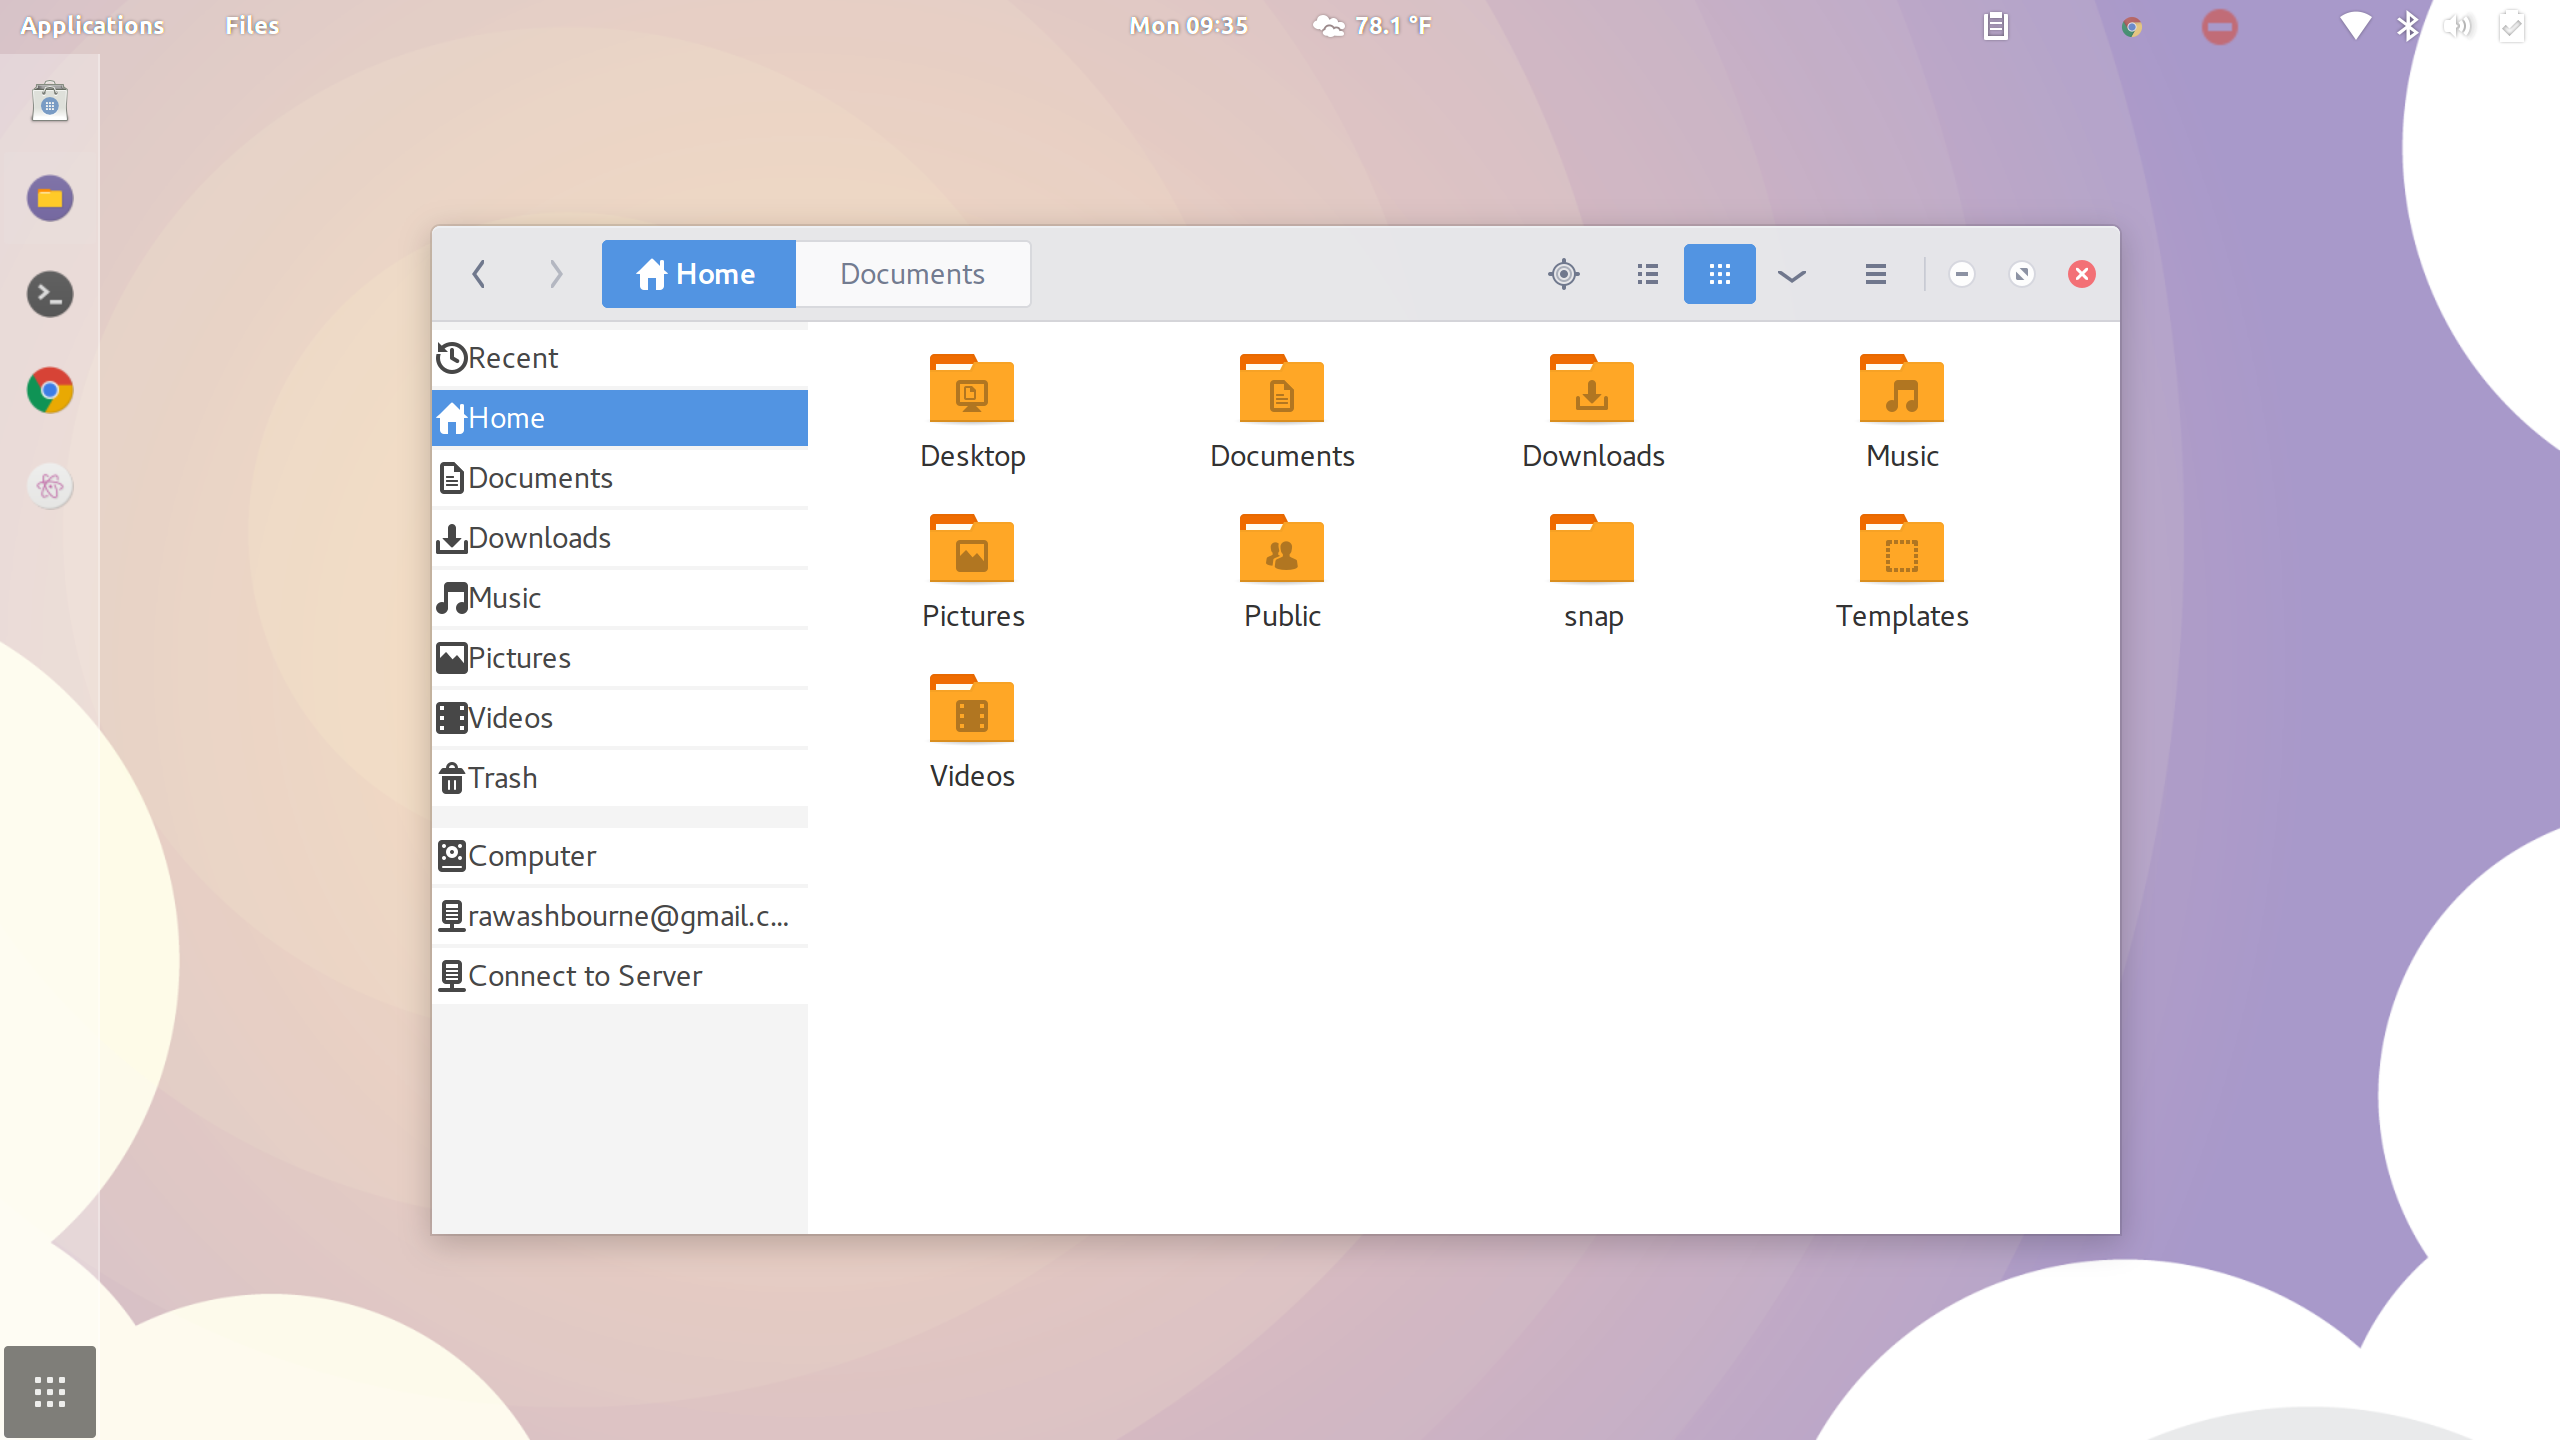 Applications Files Mon 09:35 78.1 °F
Home Documents
Recent
Home
Documents
Downloads
Music
Pictures
Videos
Trash
Computer
rawashbourne@gmail.c...
Connect to Server
Desktop Documents Downloads Music
Pictures Public snap Templates
Videos